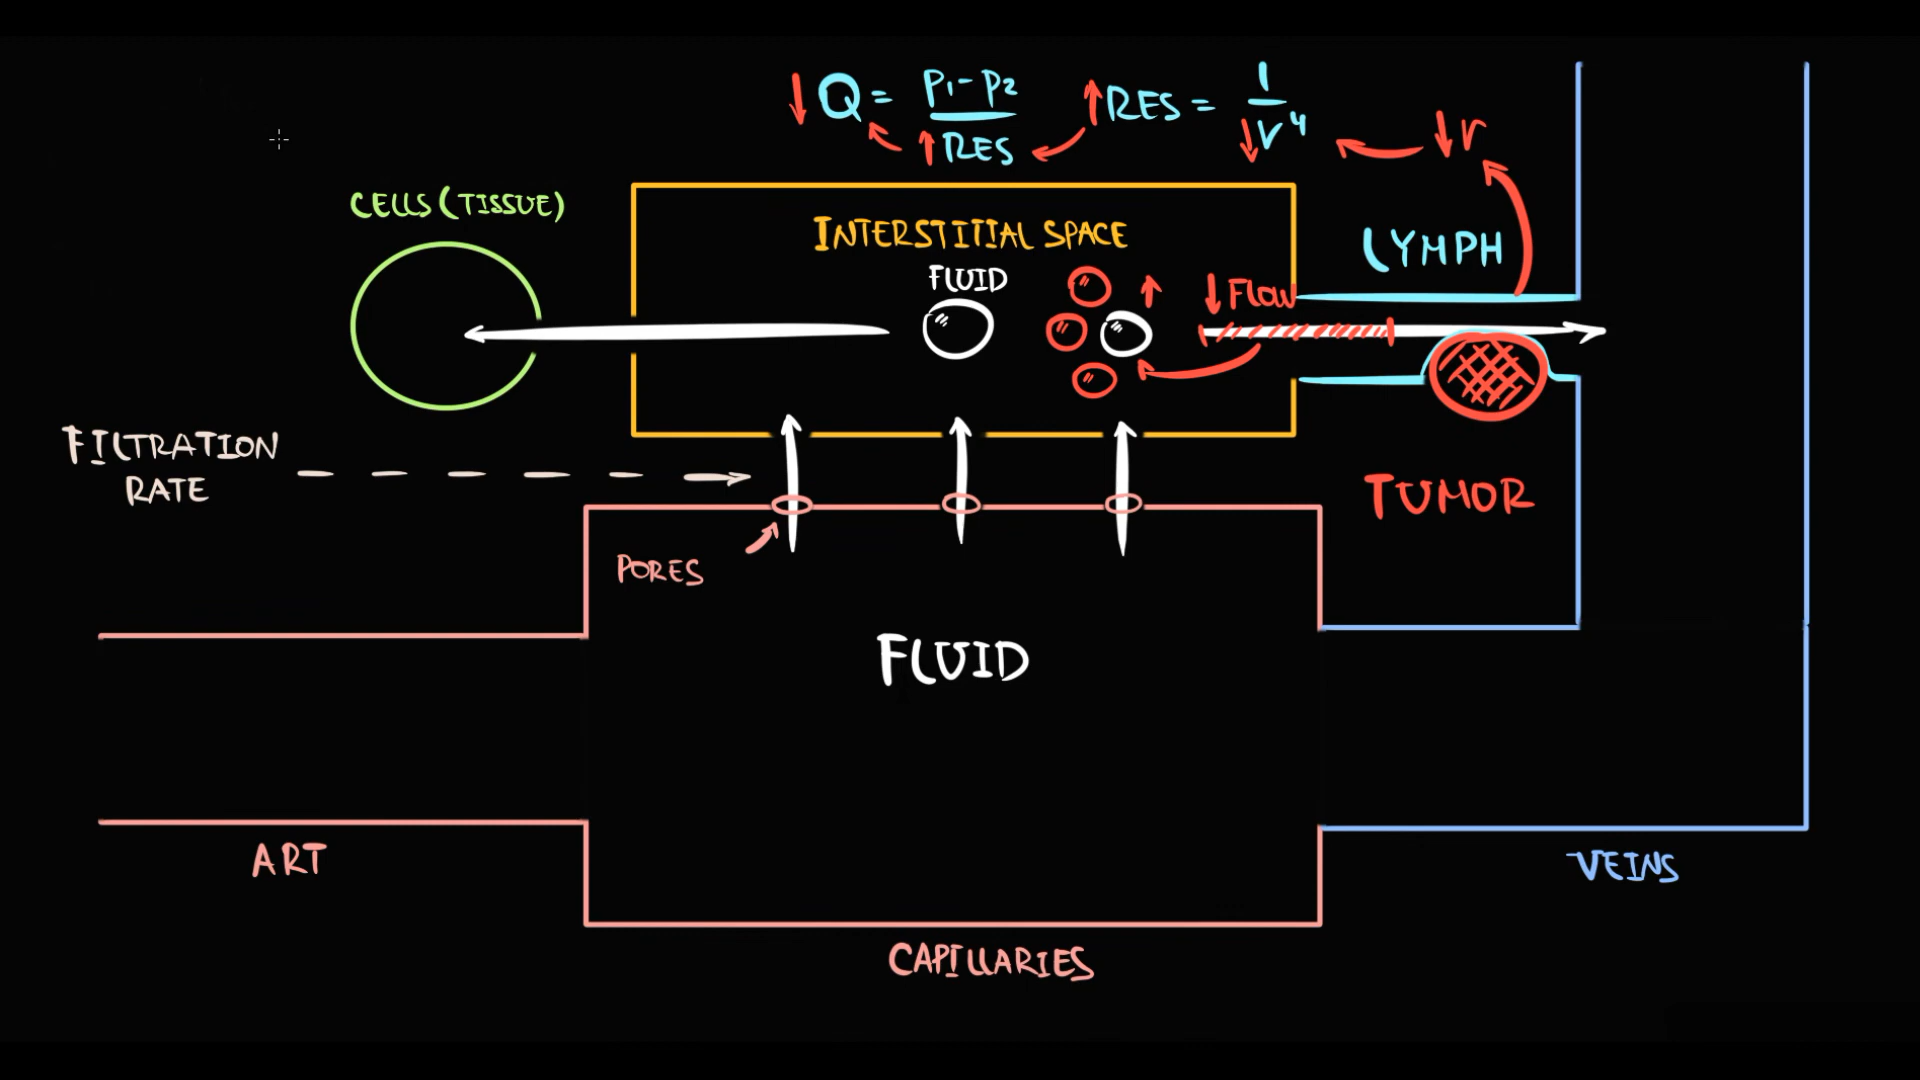 ↓Q = P1-P2 / ↑RES
↑RES = 1 / ↓r⁴
↓r
CELLS (TISSUE)
INTERSTITIAL SPACE
LYMPH
FLUID
↑
↓FLOW
FILTRATION
RATE
TUMOR
PORES
FLUID
ART
VEINS
CAPILLARIES